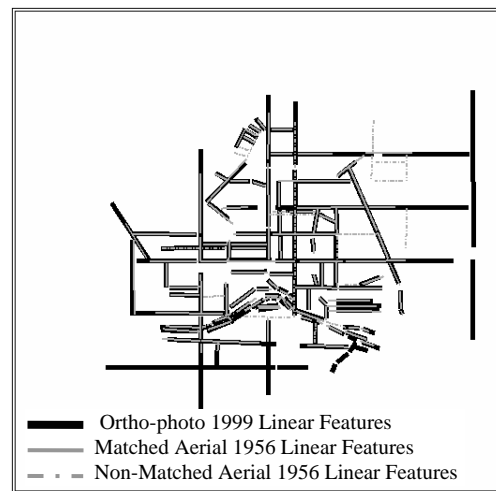 Ortho-photo 1999 Linear Features
Matched Aerial 1956 Linear Features
Non-Matched Aerial 1956 Linear Features